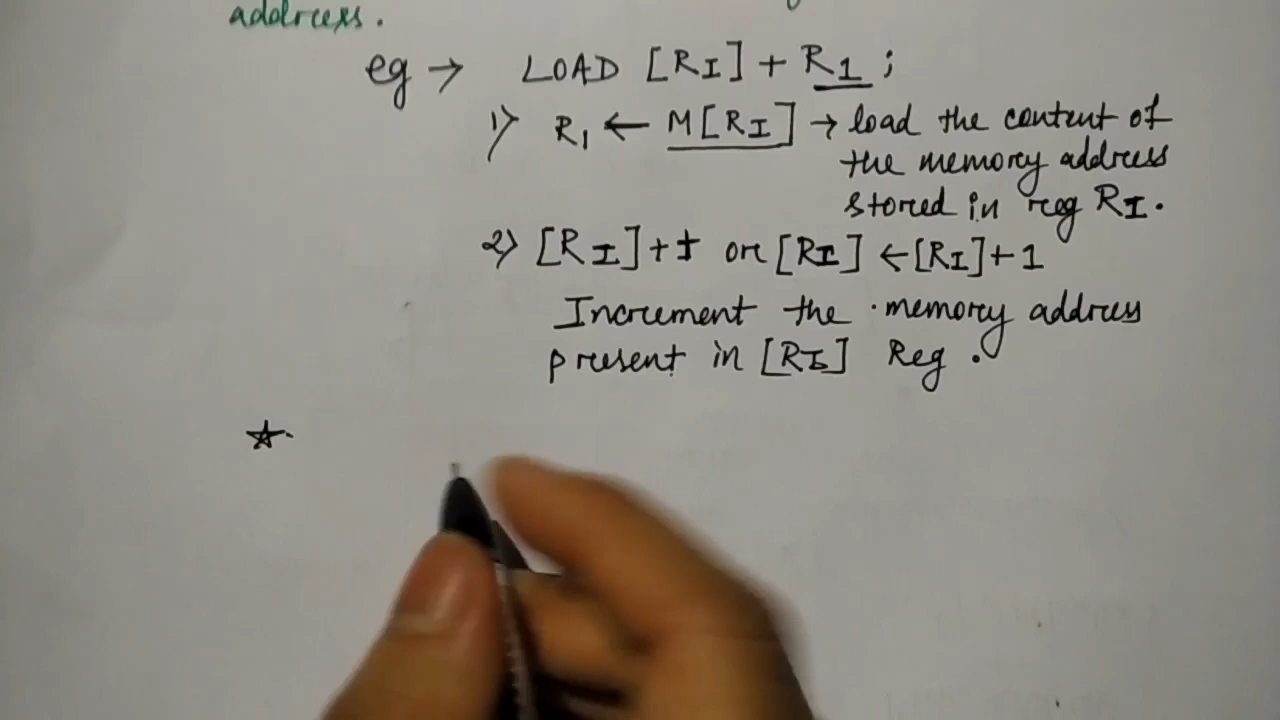 address.
eg → LOAD [RI] + R1 ;
1) R1 ← M[RI] → load the content of
the memory address
stored in reg RI.
2) [RI]++ or [RI] ← [RI]+1
Increment the memory address
present in [RI] Reg.